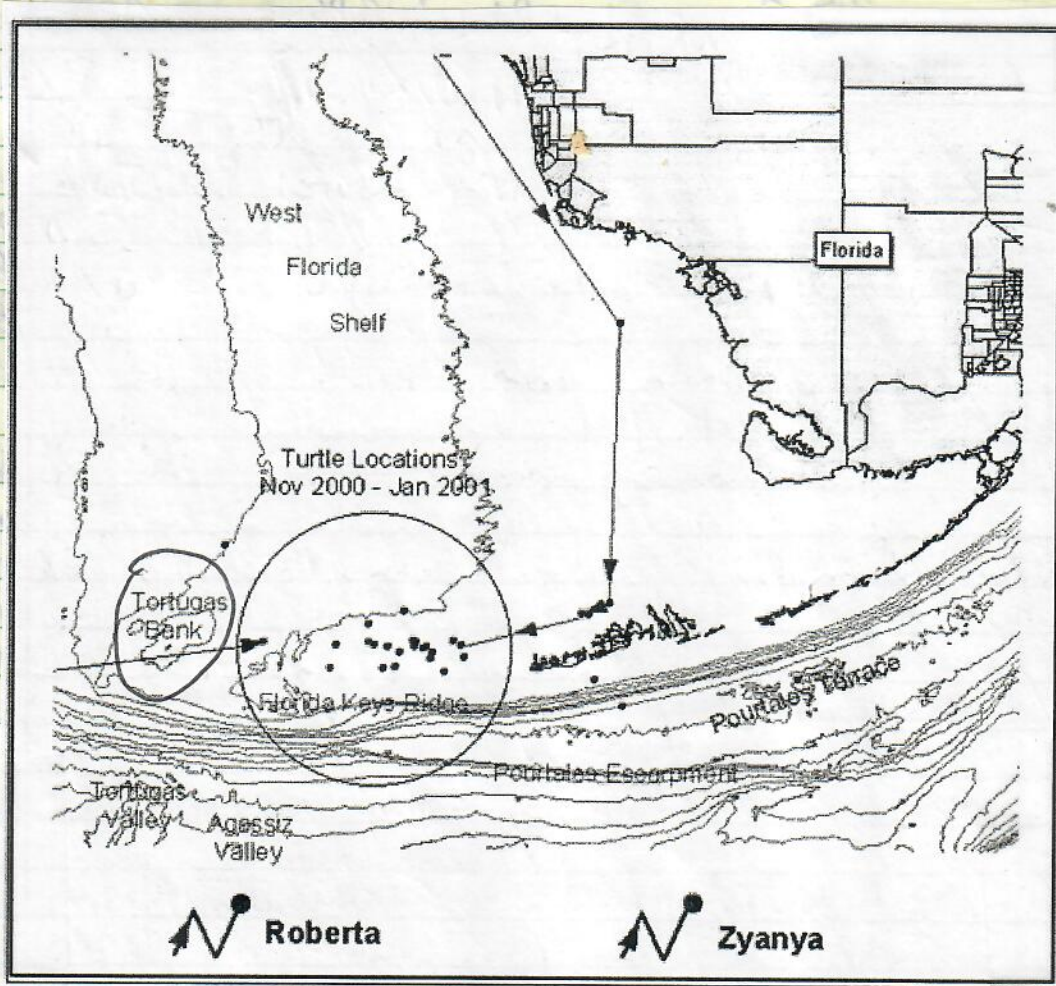 West
Florida
Shelf
Florida
Turtle Locations
Nov 2000 - Jan 2001
Tortugas
Bank
Florida Keys Ridge
Pourtales Terrace
Pourtales Escarpment
Tortugas
Valley
Agassiz
Valley
Roberta
Zyanya